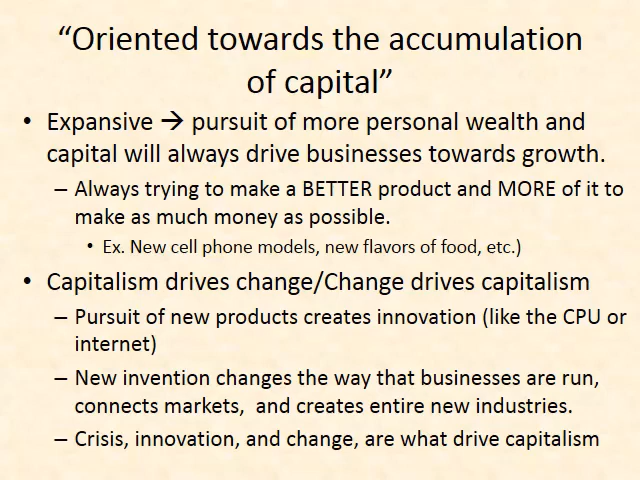 “Oriented towards the accumulation
of capital”
• Expansive → pursuit of more personal wealth and
capital will always drive businesses towards growth.
– Always trying to make a BETTER product and MORE of it to
make as much money as possible.
• Ex. New cell phone models, new flavors of food, etc.)
• Capitalism drives change/Change drives capitalism
– Pursuit of new products creates innovation (like the CPU or
internet)
– New invention changes the way that businesses are run,
connects markets,  and creates entire new industries.
– Crisis, innovation, and change, are what drive capitalism